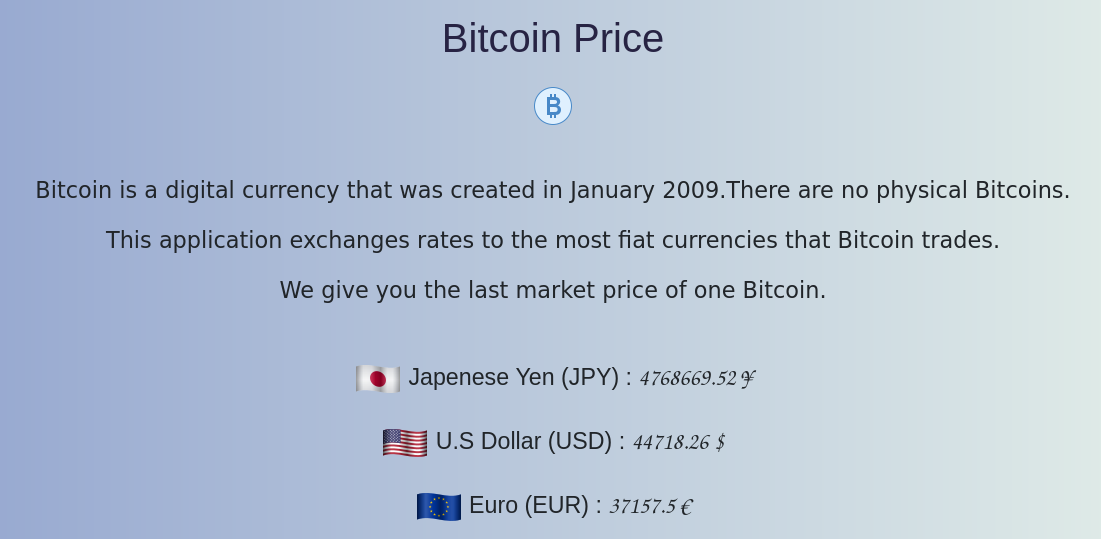 Bitcoin Price
Bitcoin is a digital currency that was created in January 2009.There are no physical Bitcoins.
This application exchanges rates to the most fiat currencies that Bitcoin trades.
We give you the last market price of one Bitcoin.
Japenese Yen (JPY) : 4768669.52 ¥
U.S Dollar (USD) : 44718.26 $
Euro (EUR) : 37157.5 €